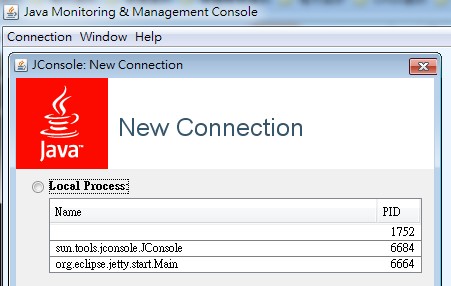 Java Monitoring & Management Console
Connection Window Help
JConsole: New Connection
Java
New Connection
Local Process:
Name PID
1752
sun.tools.jconsole.JConsole 6684
org.eclipse.jetty.start.Main 6664